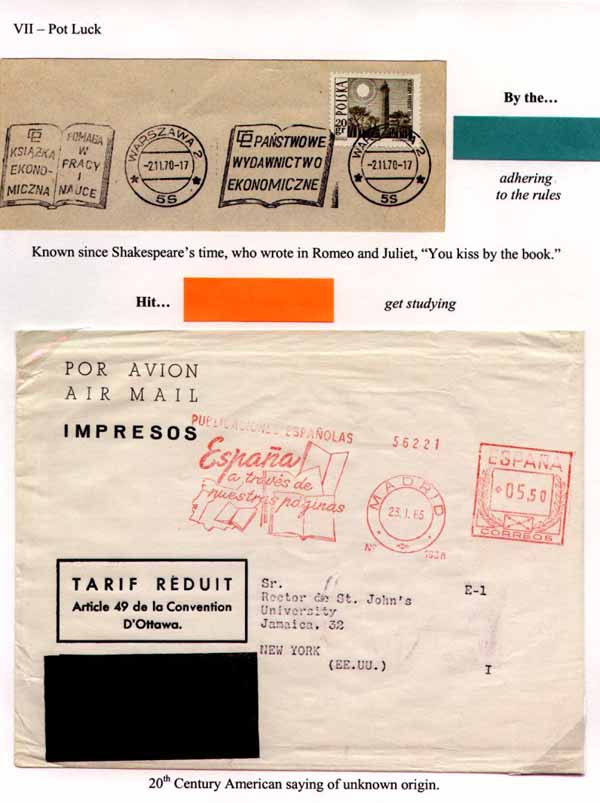 VII – Pot Luck
POLSKA
20 gr
CE
KSIĄŻKA
EKONO-
MICZNA
POMAGA
W
PRACY
I
NAUCE
WARSZAWA 2
-2.11.70-17
5S
PAŃSTWOWE
WYDAWNICTWO
EKONOMICZNE
WARSZAWA 2
-2.11.70-17
5S
By the…
adhering
to the rules
Known since Shakespeare's time, who wrote in Romeo and Juliet, “You kiss by the book.”
Hit…
get studying
POR AVION
AIR MAIL
IMPRESOS
PUBLICACIONES ESPAÑOLAS
España
a través de
nuestras páginas
56221
MADRID
23.1.65
ESPAÑA
05,50
CORREOS
TARIF RÉDUIT
Article 49 de la Convention
D'Ottawa.
Sr.
Rector de St. John's
University
Jamaica, 32
NEW YORK
(EE.UU.)
E-1
I
20th Century American saying of unknown origin.